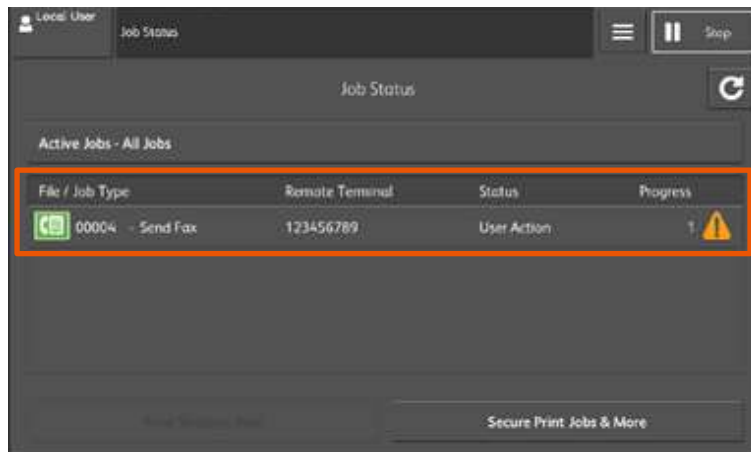 Local User
Job Status
Stop
Job Status
Active Jobs - All Jobs
File / Job Type Remote Terminal Status Progress
00004 - Send Fax 123456789 User Action 1
Secure Print Jobs & More